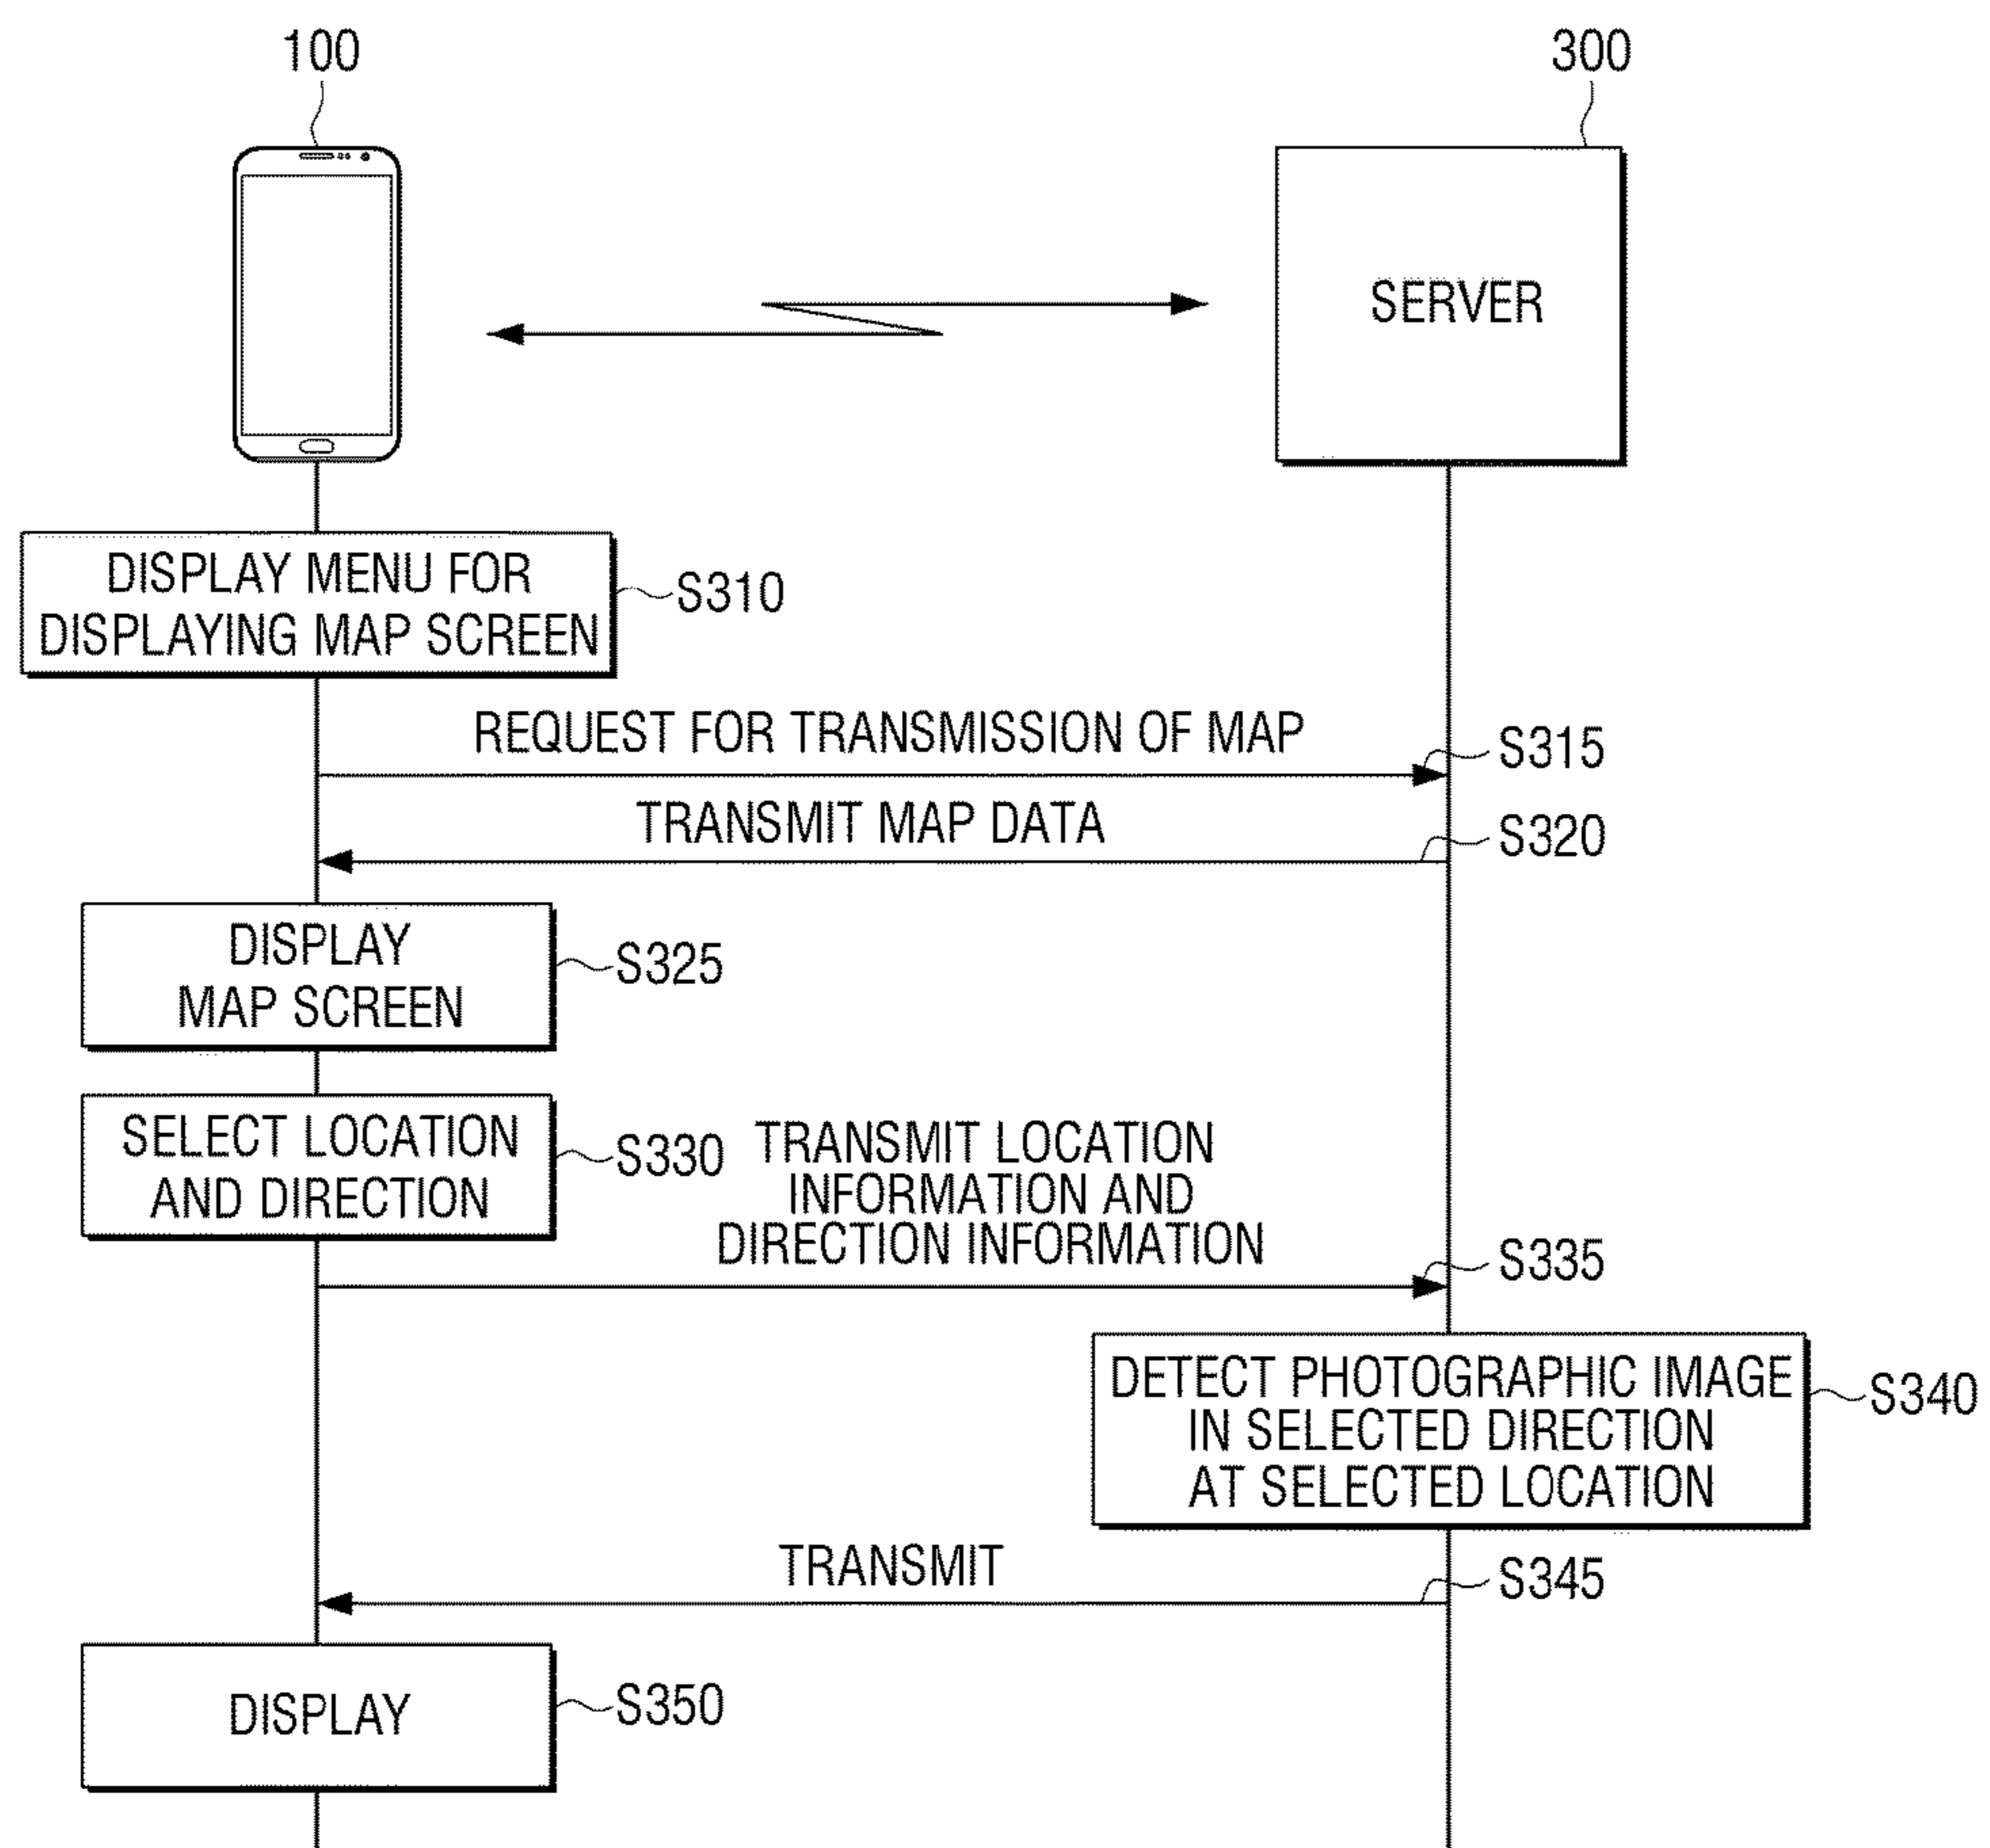 100
300
SERVER
DISPLAY MENU FOR
DISPLAYING MAP SCREEN
S310
REQUEST FOR TRANSMISSION OF MAP
S315
TRANSMIT MAP DATA
S320
DISPLAY
MAP SCREEN
S325
SELECT LOCATION
AND DIRECTION
S330
TRANSMIT LOCATION
INFORMATION AND
DIRECTION INFORMATION
S335
DETECT PHOTOGRAPHIC IMAGE
IN SELECTED DIRECTION
AT SELECTED LOCATION
S340
TRANSMIT
S345
DISPLAY
S350